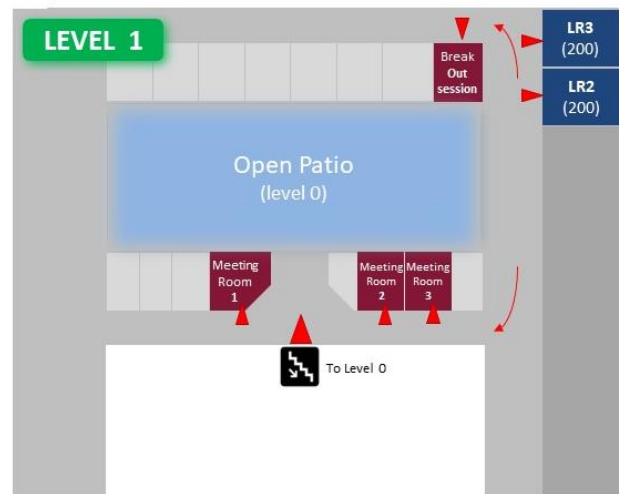 LEVEL 1
Break
Out
session
LR3
(200)
LR2
(200)
Open Patio
(level 0)
Meeting
Room
1
Meeting
Room
2
Meeting
Room
3
To Level 0